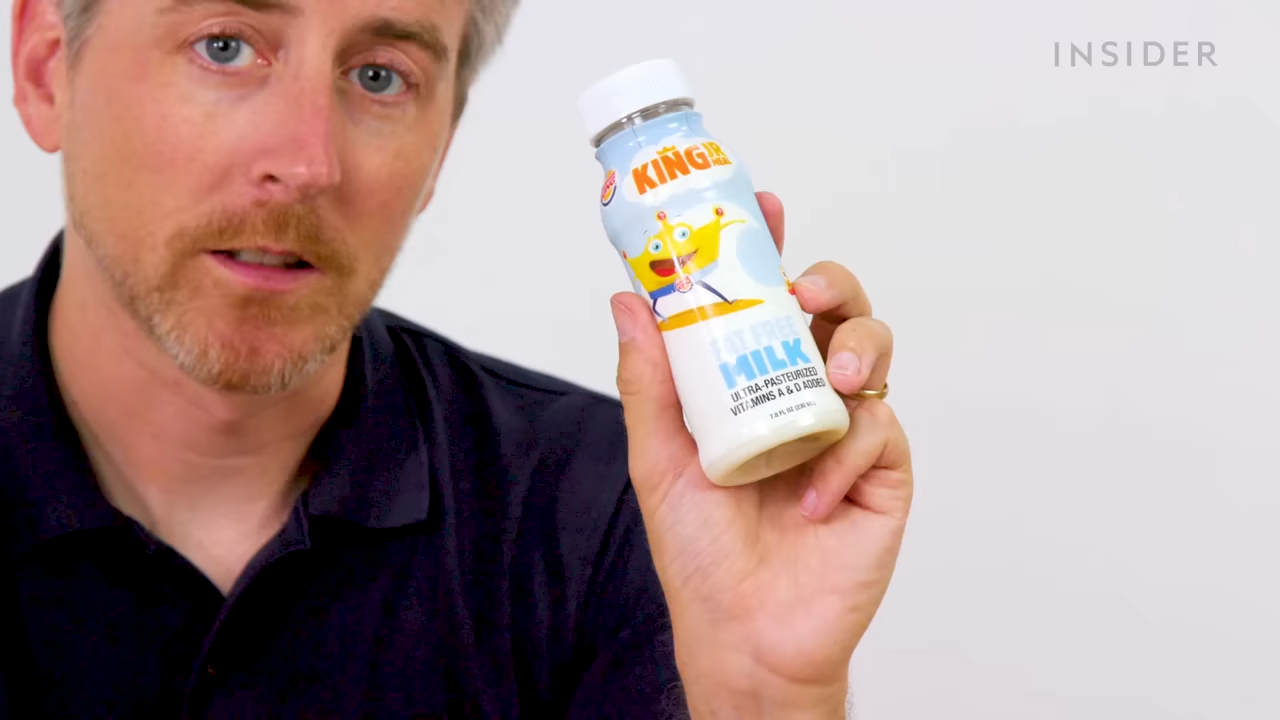 INSIDER
KING JR
MEAL
FAT FREE
MILK
ULTRA-PASTEURIZED
VITAMINS A & D ADDED